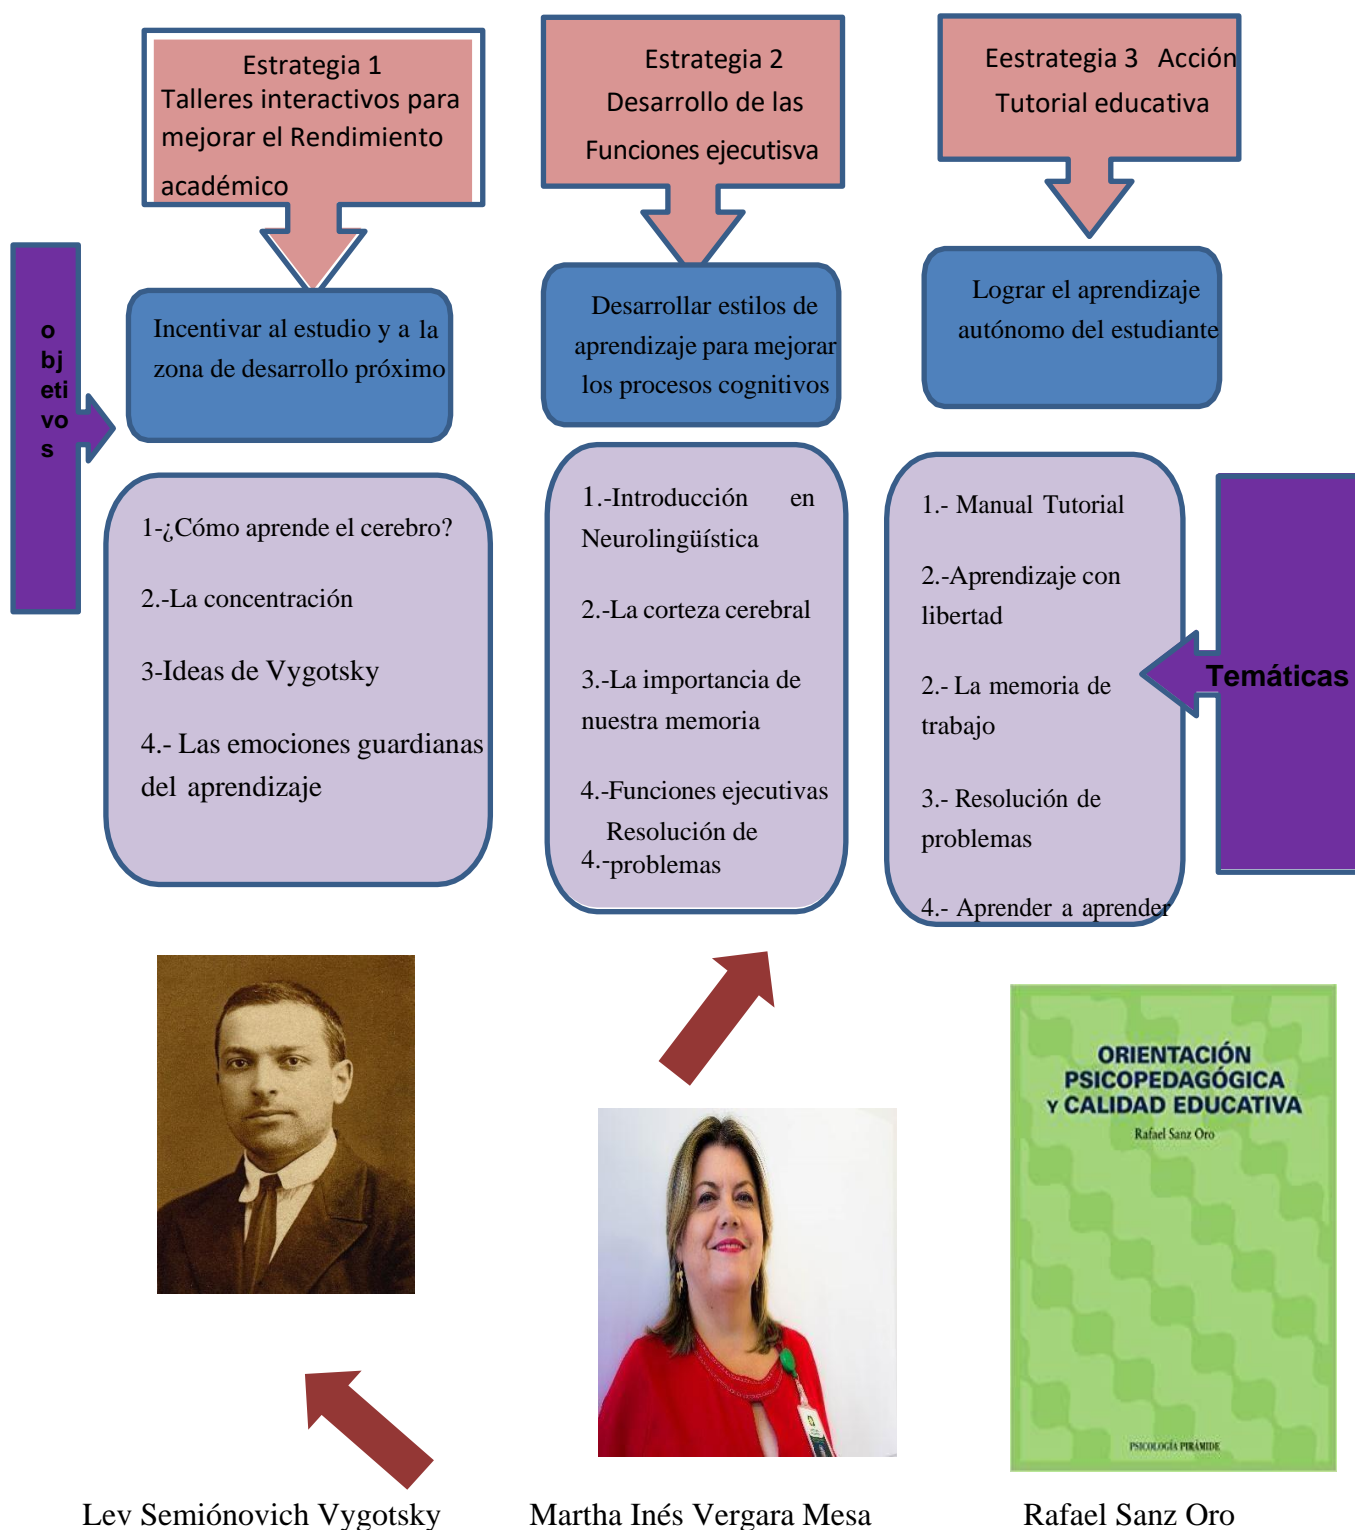 Estrategia 1
Talleres interactivos para
mejorar el Rendimiento
académico
Estrategia 2
Desarrollo de las
Funciones ejecutisva
Eestrategia 3 Acción
Tutorial educativa
o
bj
eti
vo
s
Incentivar al estudio y a la
zona de desarrollo próximo
Desarrollar estilos de
aprendizaje para mejorar
los procesos cognitivos
Lograr el aprendizaje
autónomo del estudiante
1-¿Cómo aprende el cerebro?
2.-La concentración
3-Ideas de Vygotsky
4.- Las emociones guardianas
del aprendizaje
1.-Introducción en
Neurolingüística
2.-La corteza cerebral
3.-La importancia de
nuestra memoria
4.-Funciones ejecutivas
Resolución de
4.-problemas
1.- Manual Tutorial
2.-Aprendizaje con
libertad
2.- La memoria de
trabajo
3.- Resolución de
problemas
4.- Aprender a aprender
Temáticas
ORIENTACIÓN
PSICOPEDAGÓGICA
Y CALIDAD EDUCATIVA
Rafael Sanz Oro
PSICOLOGÍA PIRÁMIDE
Lev Semiónovich Vygotsky
Martha Inés Vergara Mesa
Rafael Sanz Oro